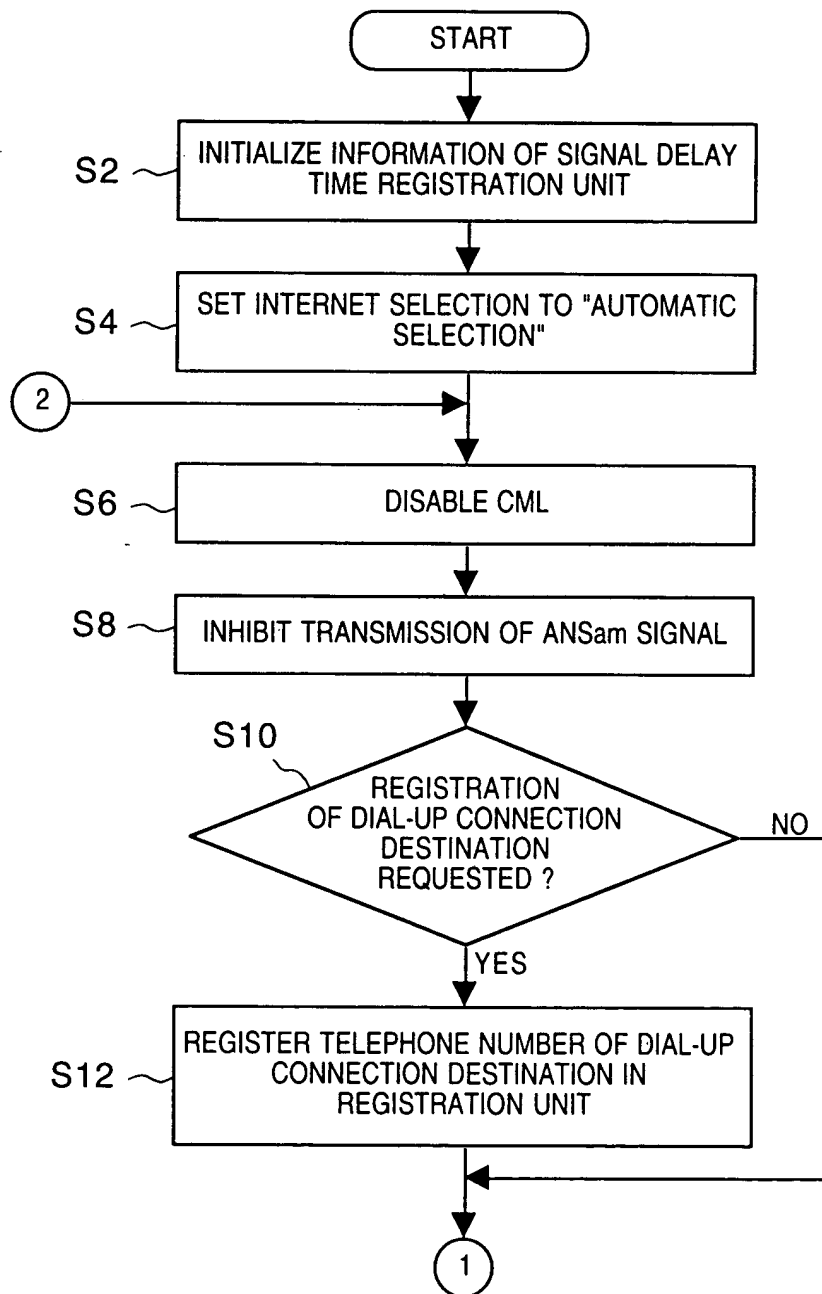 START
S2
INITIALIZE INFORMATION OF SIGNAL DELAY
TIME REGISTRATION UNIT
S4
SET INTERNET SELECTION TO "AUTOMATIC
SELECTION"
2
S6
DISABLE CML
S8
INHIBIT TRANSMISSION OF ANSam SIGNAL
S10
REGISTRATION
OF DIAL-UP CONNECTION
DESTINATION
REQUESTED ?
NO
YES
S12
REGISTER TELEPHONE NUMBER OF DIAL-UP
CONNECTION DESTINATION IN
REGISTRATION UNIT
1